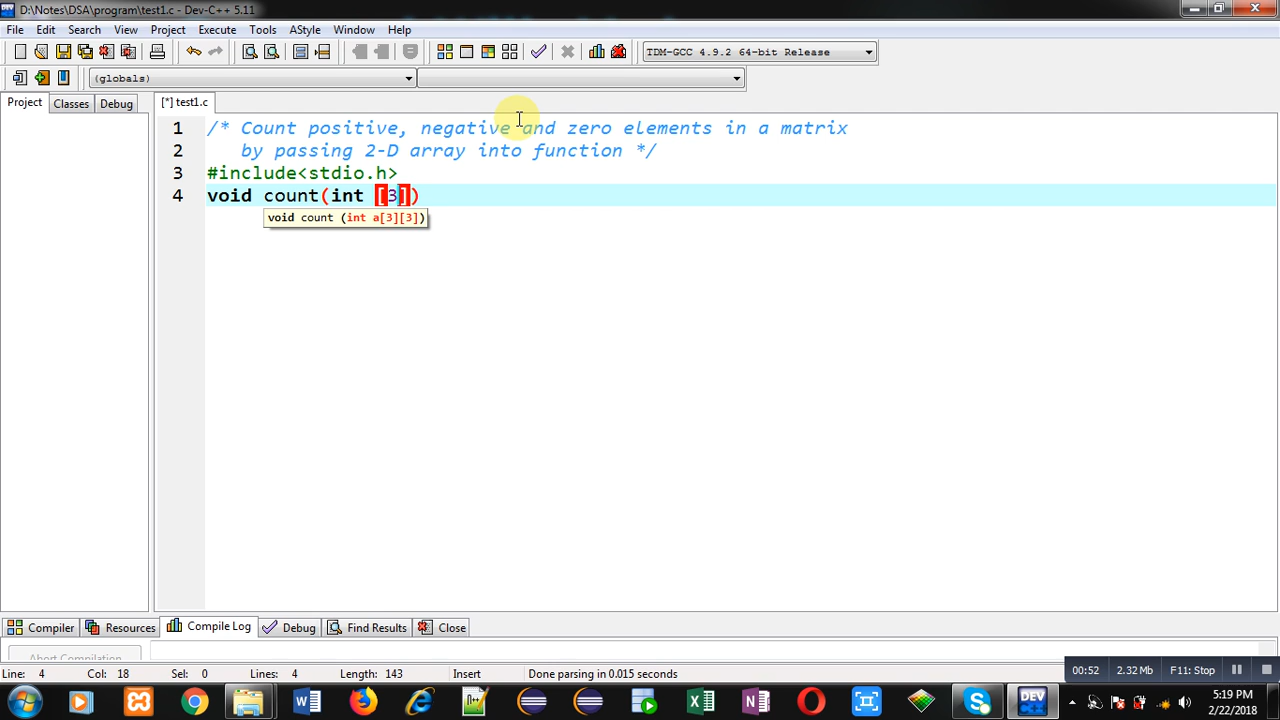 D:\Notes\DSA\program\test1.c - Dev-C++ 5.11
File Edit Search View Project Execute Tools AStyle Window Help
TDM-GCC 4.9.2 64-bit Release
(globals)
Project Classes Debug [*] test1.c
1 /* Count positive, negative and zero elements in a matrix
2 by passing 2-D array into function */
3 #include<stdio.h>
4 void count(int [3])
void count (int a[3][3])
Compiler Resources Compile Log Debug Find Results Close
Abort Compilation
Line: 4 Col: 18 Sel: 0 Lines: 4 Length: 143 Insert Done parsing in 0.015 seconds
00:52 2.32 Mb F11: Stop
DEV
5:19 PM
2/22/2018